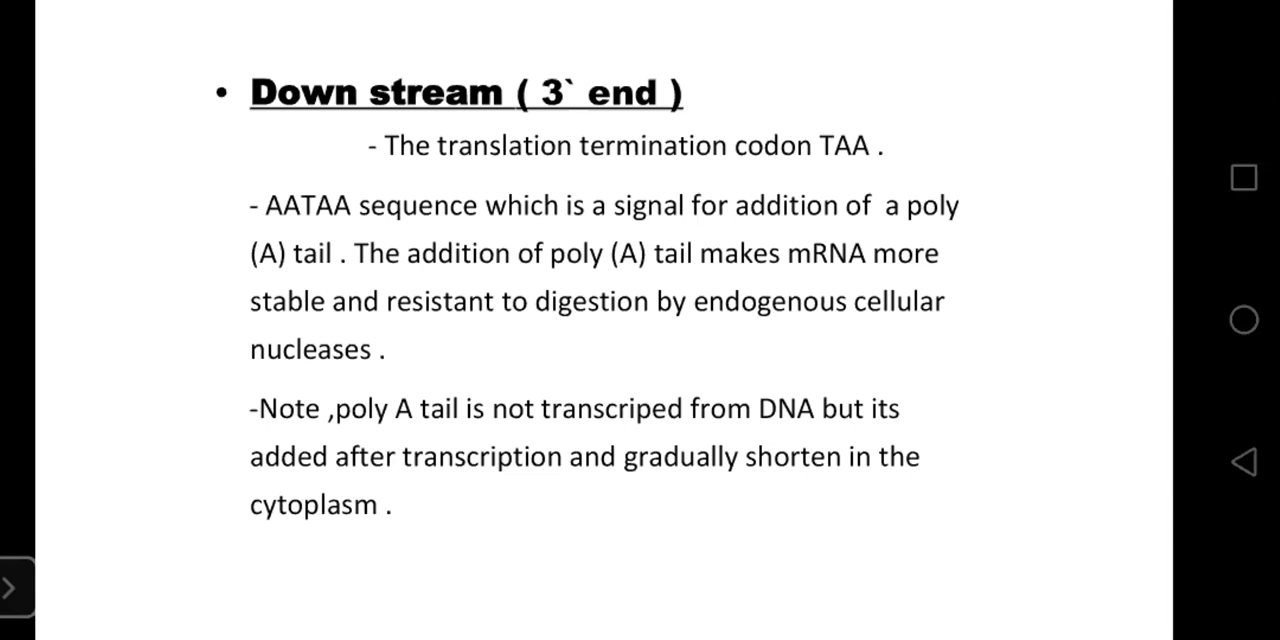 • Down stream ( 3` end )
- The translation termination codon TAA .
- AATAA sequence which is a signal for addition of a poly
(A) tail . The addition of poly (A) tail makes mRNA more
stable and resistant to digestion by endogenous cellular
nucleases .
-Note ,poly A tail is not transcriped from DNA but its
added after transcription and gradually shorten in the
cytoplasm .